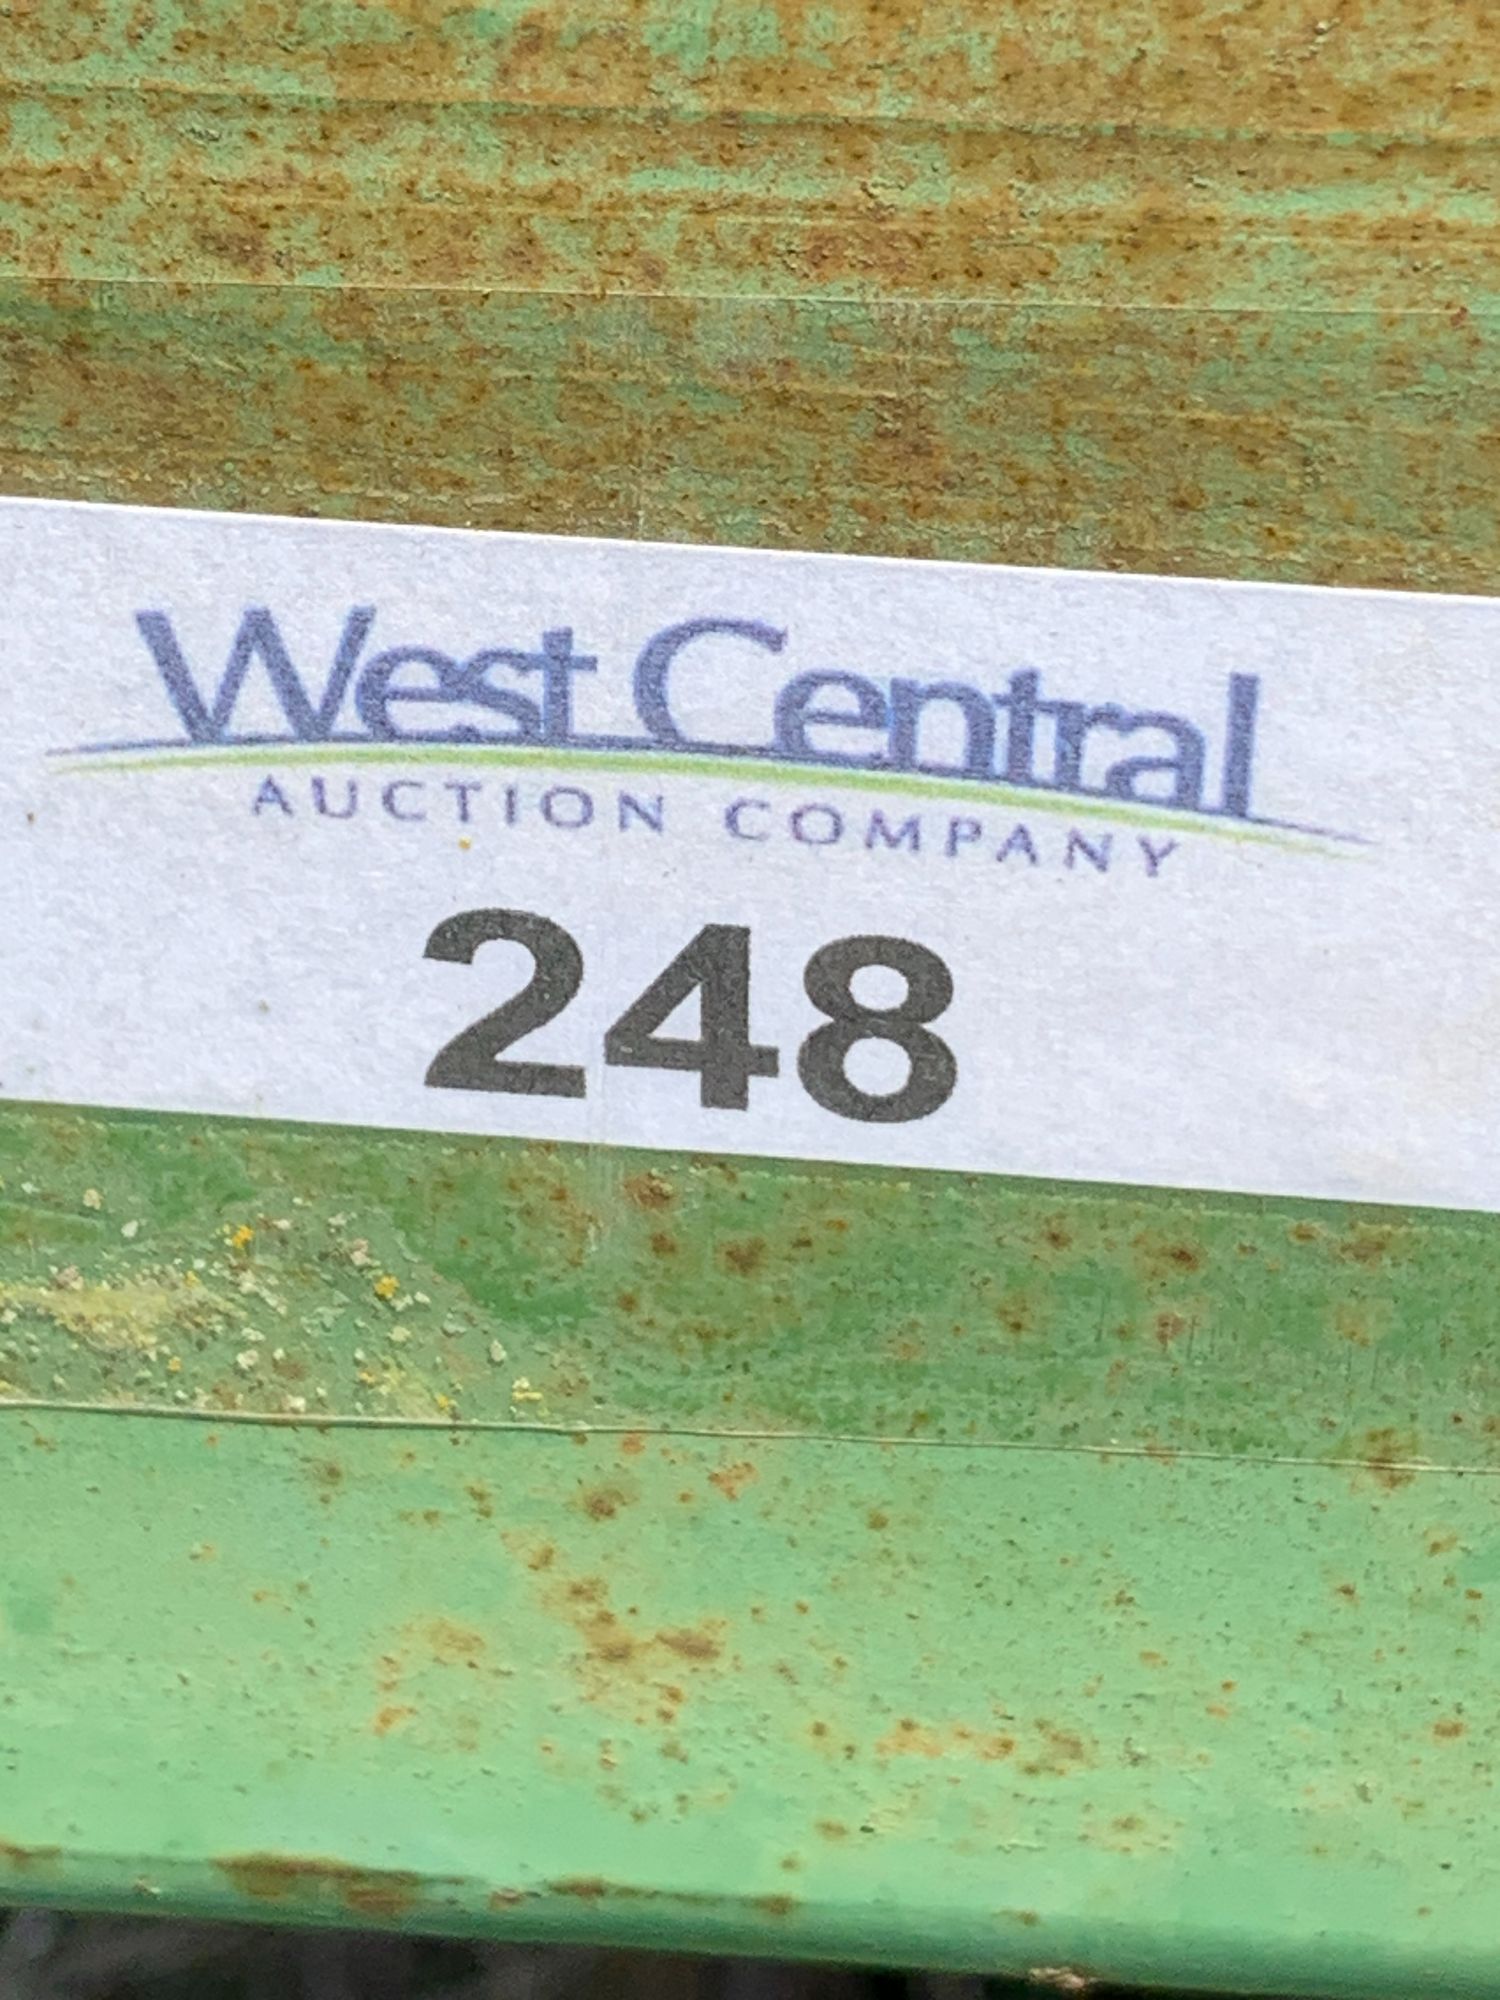 West Central
AUCTION COMPANY
248